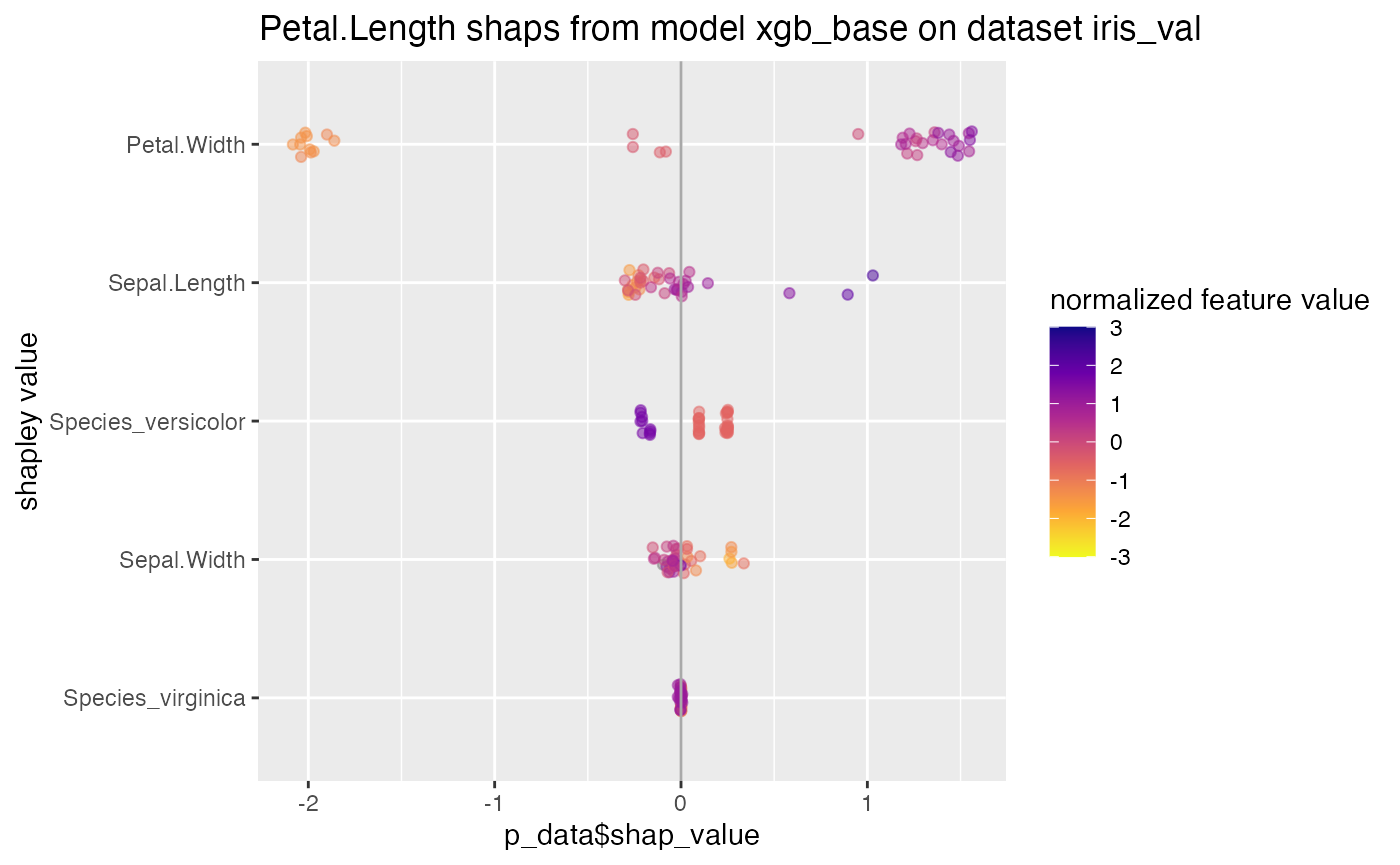 Petal.Length shaps from model xgb_base on dataset iris_val
shapley value
Petal.Width
Sepal.Length
Species_versicolor
Sepal.Width
Species_virginica
-2
-1
0
1
p_data$shap_value
normalized feature value
3
2
1
0
-1
-2
-3